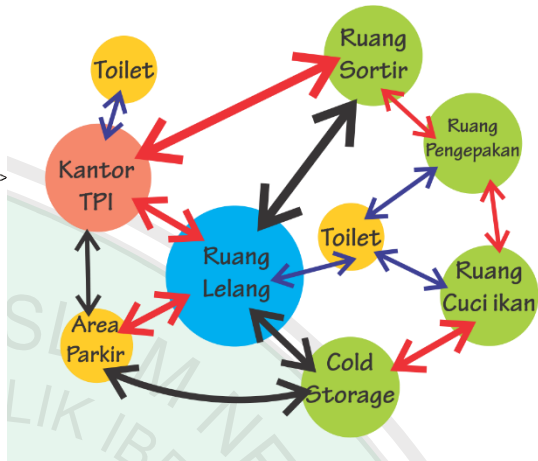 Ruang
Sortir
Toilet
Ruang
Pengepakan
Kantor
TPI
Toilet
Ruang
Lelang
Ruang
Cuci ikan
Area
Parkir
Cold
Storage